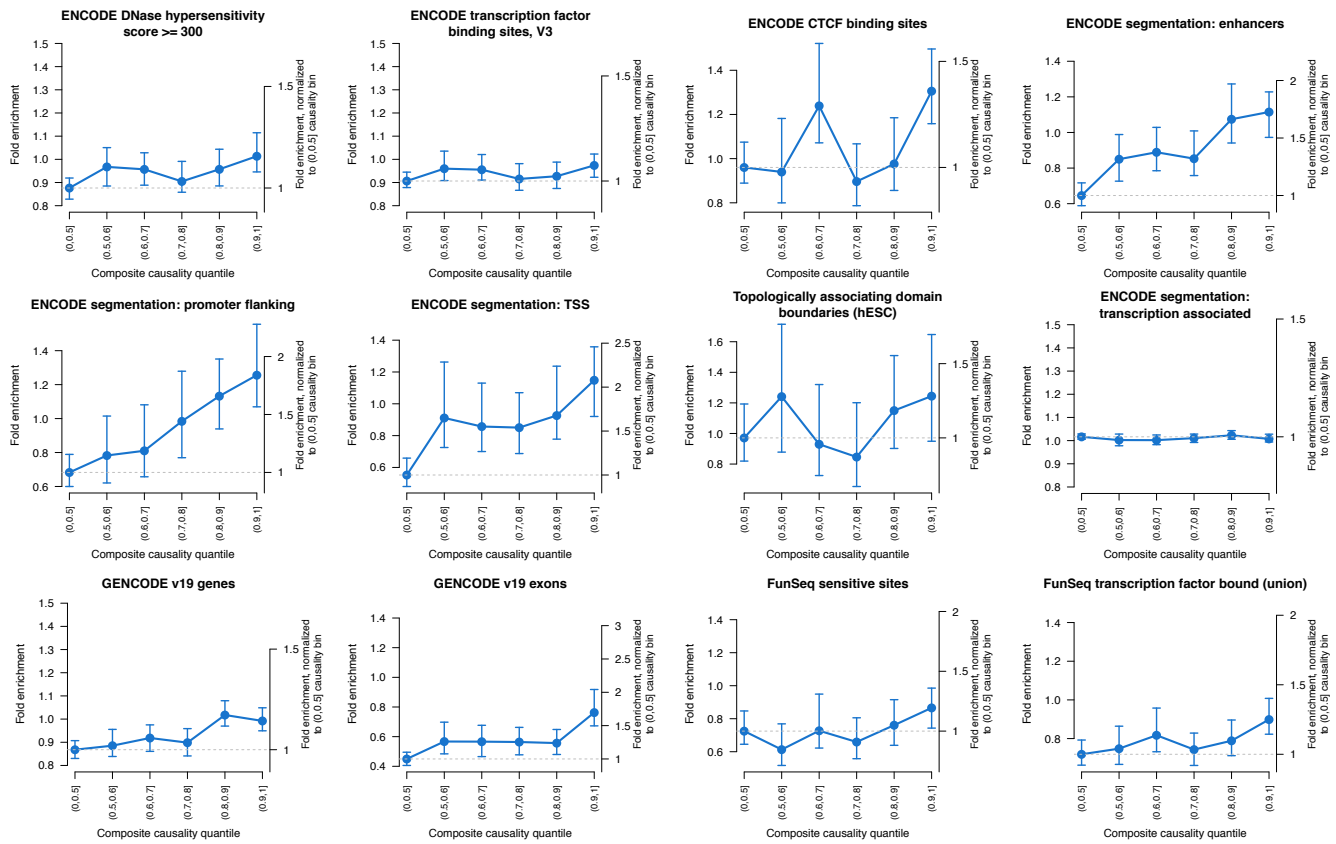 ENCODE DNase hypersensitivity
score >= 300
Fold enrichment
1.5
1.4
1.3
1.2
1.1
1.0
0.9
0.8
1.5
1
Fold enrichment, normalized
to (0,0.5] causality bin
(0,0.5]
(0.5,0.6]
(0.6,0.7]
(0.7,0.8]
(0.8,0.9]
(0.9,1]
Composite causality quantile
ENCODE transcription factor
binding sites, V3
Fold enrichment
1.5
1.4
1.3
1.2
1.1
1.0
0.9
0.8
1.5
1
Fold enrichment, normalized
to (0,0.5] causality bin
(0,0.5]
(0.5,0.6]
(0.6,0.7]
(0.7,0.8]
(0.8,0.9]
(0.9,1]
Composite causality quantile
ENCODE CTCF binding sites
Fold enrichment
1.4
1.2
1.0
0.8
1.5
1
Fold enrichment, normalized
to (0,0.5] causality bin
(0,0.5]
(0.5,0.6]
(0.6,0.7]
(0.7,0.8]
(0.8,0.9]
(0.9,1]
Composite causality quantile
ENCODE segmentation: enhancers
Fold enrichment
1.4
1.2
1.0
0.8
0.6
2
1.5
1
Fold enrichment, normalized
to (0,0.5] causality bin
(0,0.5]
(0.5,0.6]
(0.6,0.7]
(0.7,0.8]
(0.8,0.9]
(0.9,1]
Composite causality quantile
ENCODE segmentation: promoter flanking
Fold enrichment
1.4
1.2
1.0
0.8
0.6
2
1.5
1
Fold enrichment, normalized
to (0,0.5] causality bin
(0,0.5]
(0.5,0.6]
(0.6,0.7]
(0.7,0.8]
(0.8,0.9]
(0.9,1]
Composite causality quantile
ENCODE segmentation: TSS
Fold enrichment
1.4
1.2
1.0
0.8
0.6
2.5
2
1.5
1
Fold enrichment, normalized
to (0,0.5] causality bin
(0,0.5]
(0.5,0.6]
(0.6,0.7]
(0.7,0.8]
(0.8,0.9]
(0.9,1]
Composite causality quantile
Topologically associating domain
boundaries (hESC)
Fold enrichment
1.6
1.4
1.2
1.0
0.8
1.5
1
Fold enrichment, normalized
to (0,0.5] causality bin
(0,0.5]
(0.5,0.6]
(0.6,0.7]
(0.7,0.8]
(0.8,0.9]
(0.9,1]
Composite causality quantile
ENCODE segmentation:
transcription associated
Fold enrichment
1.5
1.4
1.3
1.2
1.1
1.0
0.9
0.8
1.5
1
Fold enrichment, normalized
to (0,0.5] causality bin
(0,0.5]
(0.5,0.6]
(0.6,0.7]
(0.7,0.8]
(0.8,0.9]
(0.9,1]
Composite causality quantile
GENCODE v19 genes
Fold enrichment
1.5
1.4
1.3
1.2
1.1
1.0
0.9
0.8
1.5
1
Fold enrichment, normalized
to (0,0.5] causality bin
(0,0.5]
(0.5,0.6]
(0.6,0.7]
(0.7,0.8]
(0.8,0.9]
(0.9,1]
Composite causality quantile
GENCODE v19 exons
Fold enrichment
1.4
1.2
1.0
0.8
0.6
0.4
3
2.5
2
1.5
1
Fold enrichment, normalized
to (0,0.5] causality bin
(0,0.5]
(0.5,0.6]
(0.6,0.7]
(0.7,0.8]
(0.8,0.9]
(0.9,1]
Composite causality quantile
FunSeq sensitive sites
Fold enrichment
1.4
1.2
1.0
0.8
0.6
2
1.5
1
Fold enrichment, normalized
to (0,0.5] causality bin
(0,0.5]
(0.5,0.6]
(0.6,0.7]
(0.7,0.8]
(0.8,0.9]
(0.9,1]
Composite causality quantile
FunSeq transcription factor bound (union)
Fold enrichment
1.4
1.2
1.0
0.8
2
1.5
1
Fold enrichment, normalized
to (0,0.5] causality bin
(0,0.5]
(0.5,0.6]
(0.6,0.7]
(0.7,0.8]
(0.8,0.9]
(0.9,1]
Composite causality quantile